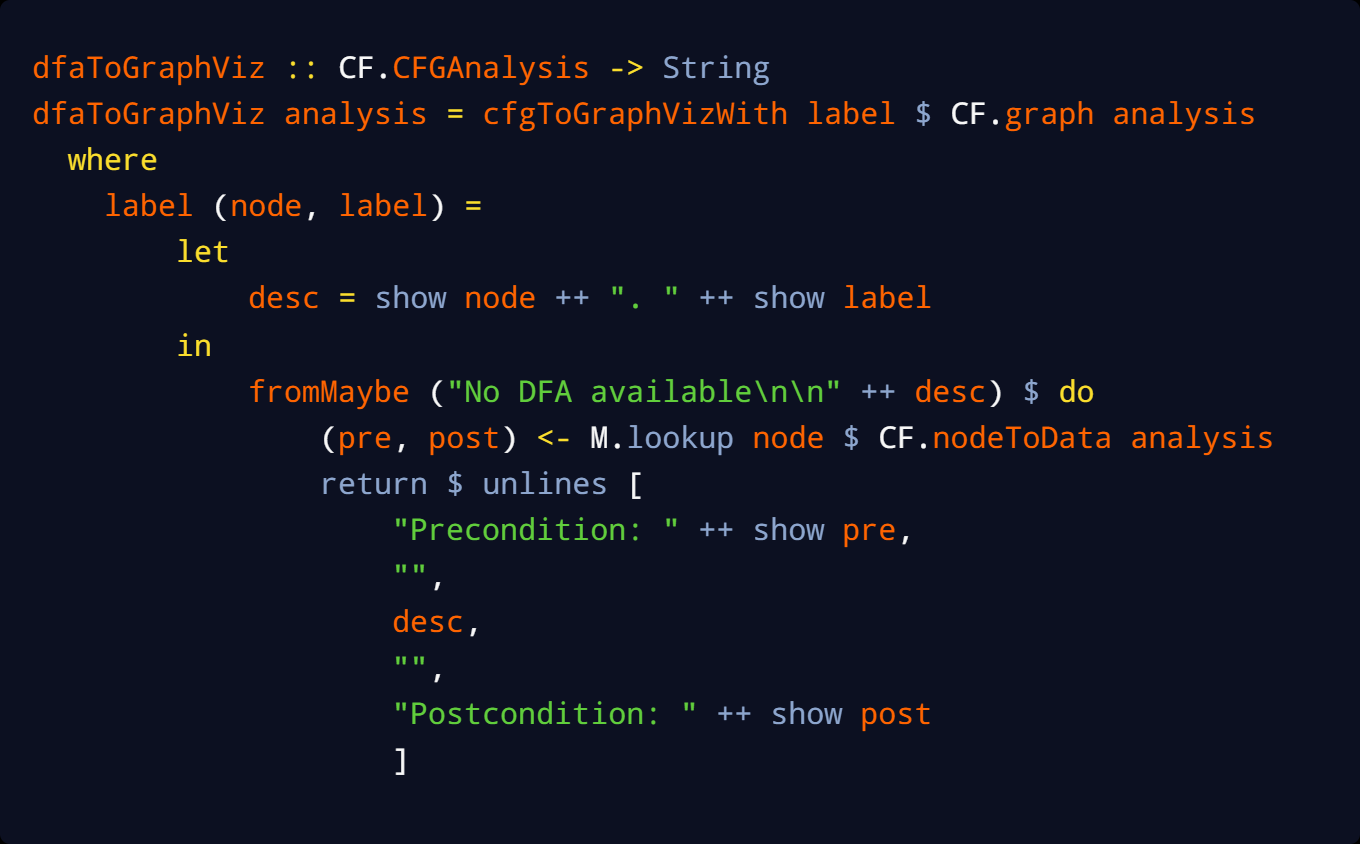 dfaToGraphViz :: CF.CFGAnalysis -> String
dfaToGraphViz analysis = cfgToGraphVizWith label $ CF.graph analysis
  where
    label (node, label) =
        let
            desc = show node ++ ". " ++ show label
        in
            fromMaybe ("No DFA available\n\n" ++ desc) $ do
                (pre, post) <- M.lookup node $ CF.nodeToData analysis
                return $ unlines [
                    "Precondition: " ++ show pre,
                    "",
                    desc,
                    "",
                    "Postcondition: " ++ show post
                    ]